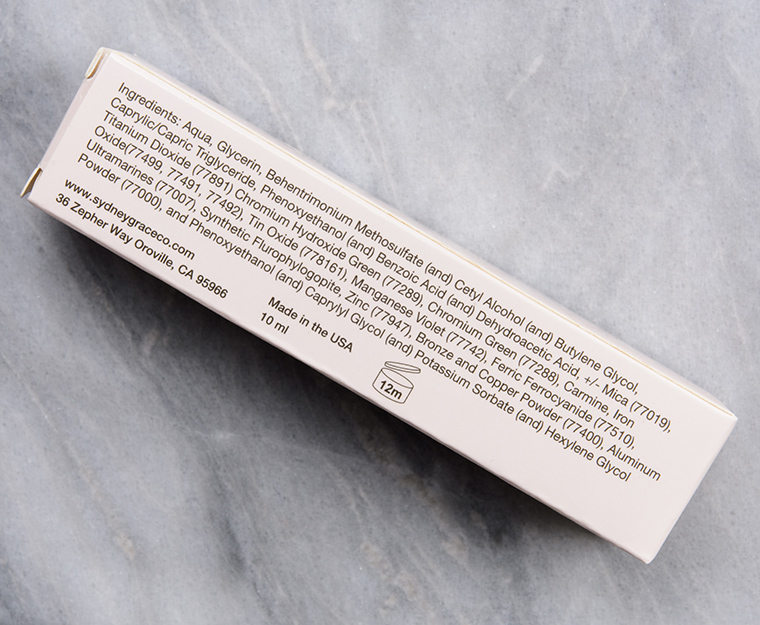 Ingredients: Aqua, Glycerin, Behentrimonium Methosulfate (and) Cetyl Alcohol (and) Butylene Glycol,
Caprylic/Capric Triglyceride, Phenoxyethanol (and) Benzoic Acid (and) Dehydroacetic Acid, +/- Mica (77019),
Titanium Dioxide (77891) Chromium Hydroxide Green (77289), Chromium Green (77288), Carmine, Iron
Oxide(77499, 77491, 77492), Tin Oxide (778161), Manganese Violet (77742), Ferric Ferrocyanide (77510),
Ultramarines (77007), Synthetic Flurophylogopite, Zinc (77947), Bronze and Copper Powder (77400), Aluminum
Powder (77000), and Phenoxyethanol (and) Caprylyl Glycol (and) Potassium Sorbate (and) Hexylene Glycol
www.sydneygraceco.com
36 Zepher Way Oroville, CA 95966
Made in the USA
10 ml
12m